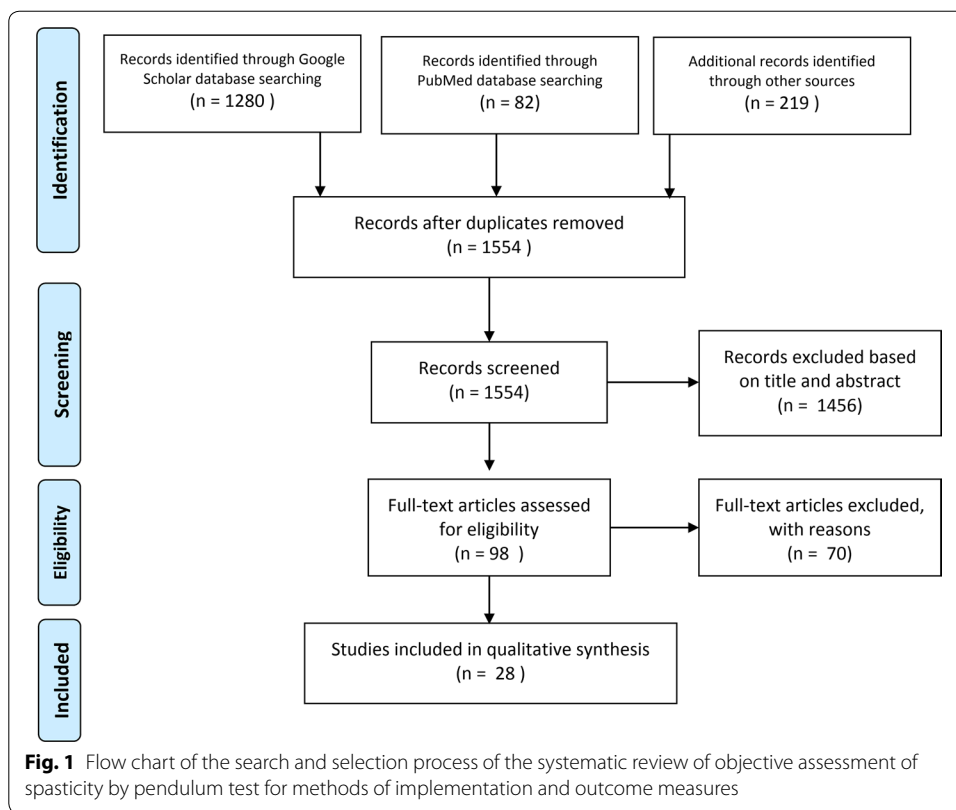 Identification
Records identified through Google
Scholar database searching
(n = 1280 )
Records identified through
PubMed database searching
(n = 82)
Additional records identified
through other sources
(n = 219 )
Records after duplicates removed
(n = 1554 )
Screening
Records screened
(n = 1554)
Records excluded based
on title and abstract
(n = 1456)
Eligibility
Full-text articles assessed
for eligibility
(n = 98 )
Full-text articles excluded,
with reasons
(n = 70)
Included
Studies included in qualitative synthesis
(n = 28 )
Fig. 1 Flow chart of the search and selection process of the systematic review of objective assessment of
spasticity by pendulum test for methods of implementation and outcome measures